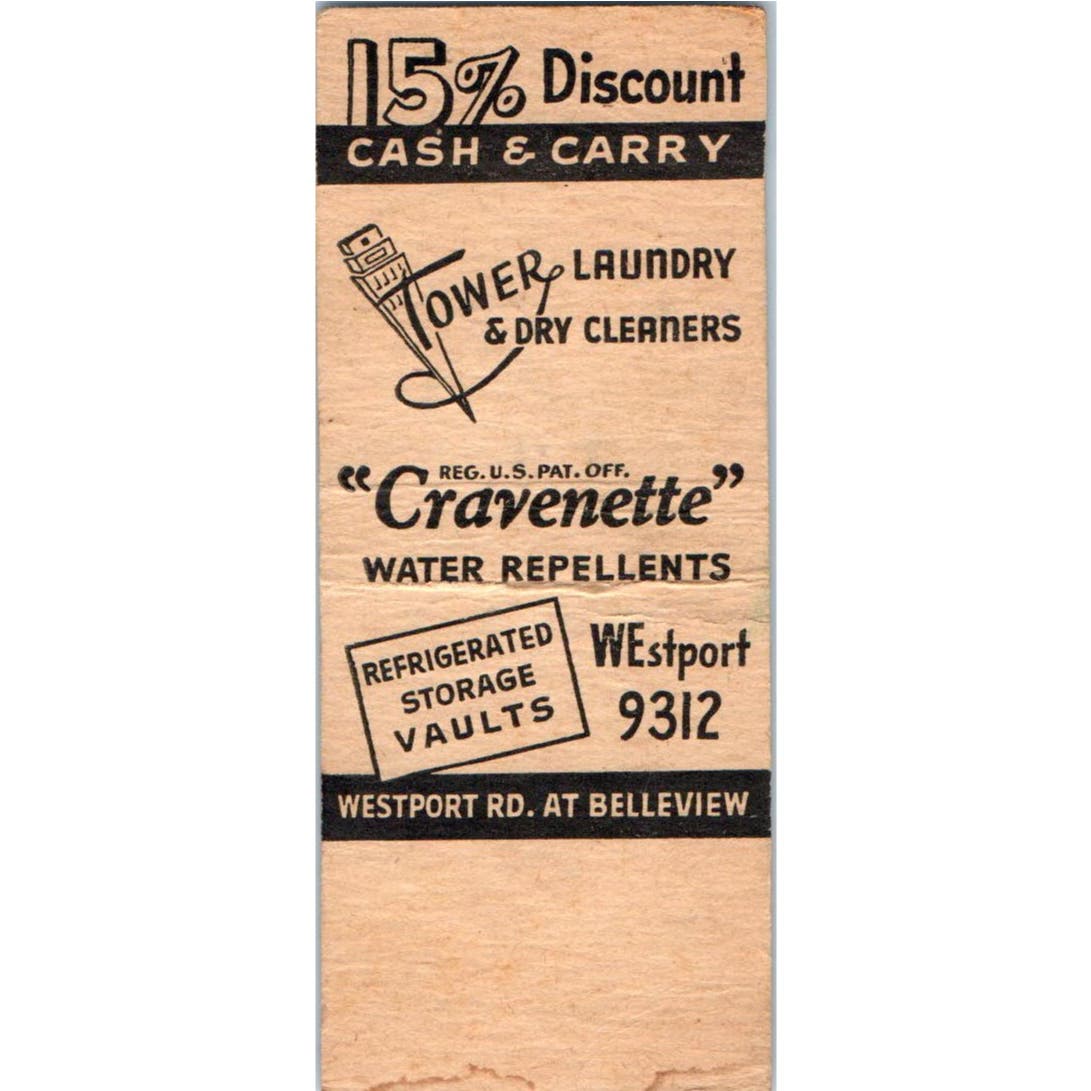 15% Discount
CASH & CARRY
TOWER LAUNDRY
& DRY CLEANERS
REG. U.S. PAT. OFF.
“Cravenette”
WATER REPELLENTS
REFRIGERATED
STORAGE
VAULTS
WEstport
9312
WESTPORT RD. AT BELLEVIEW